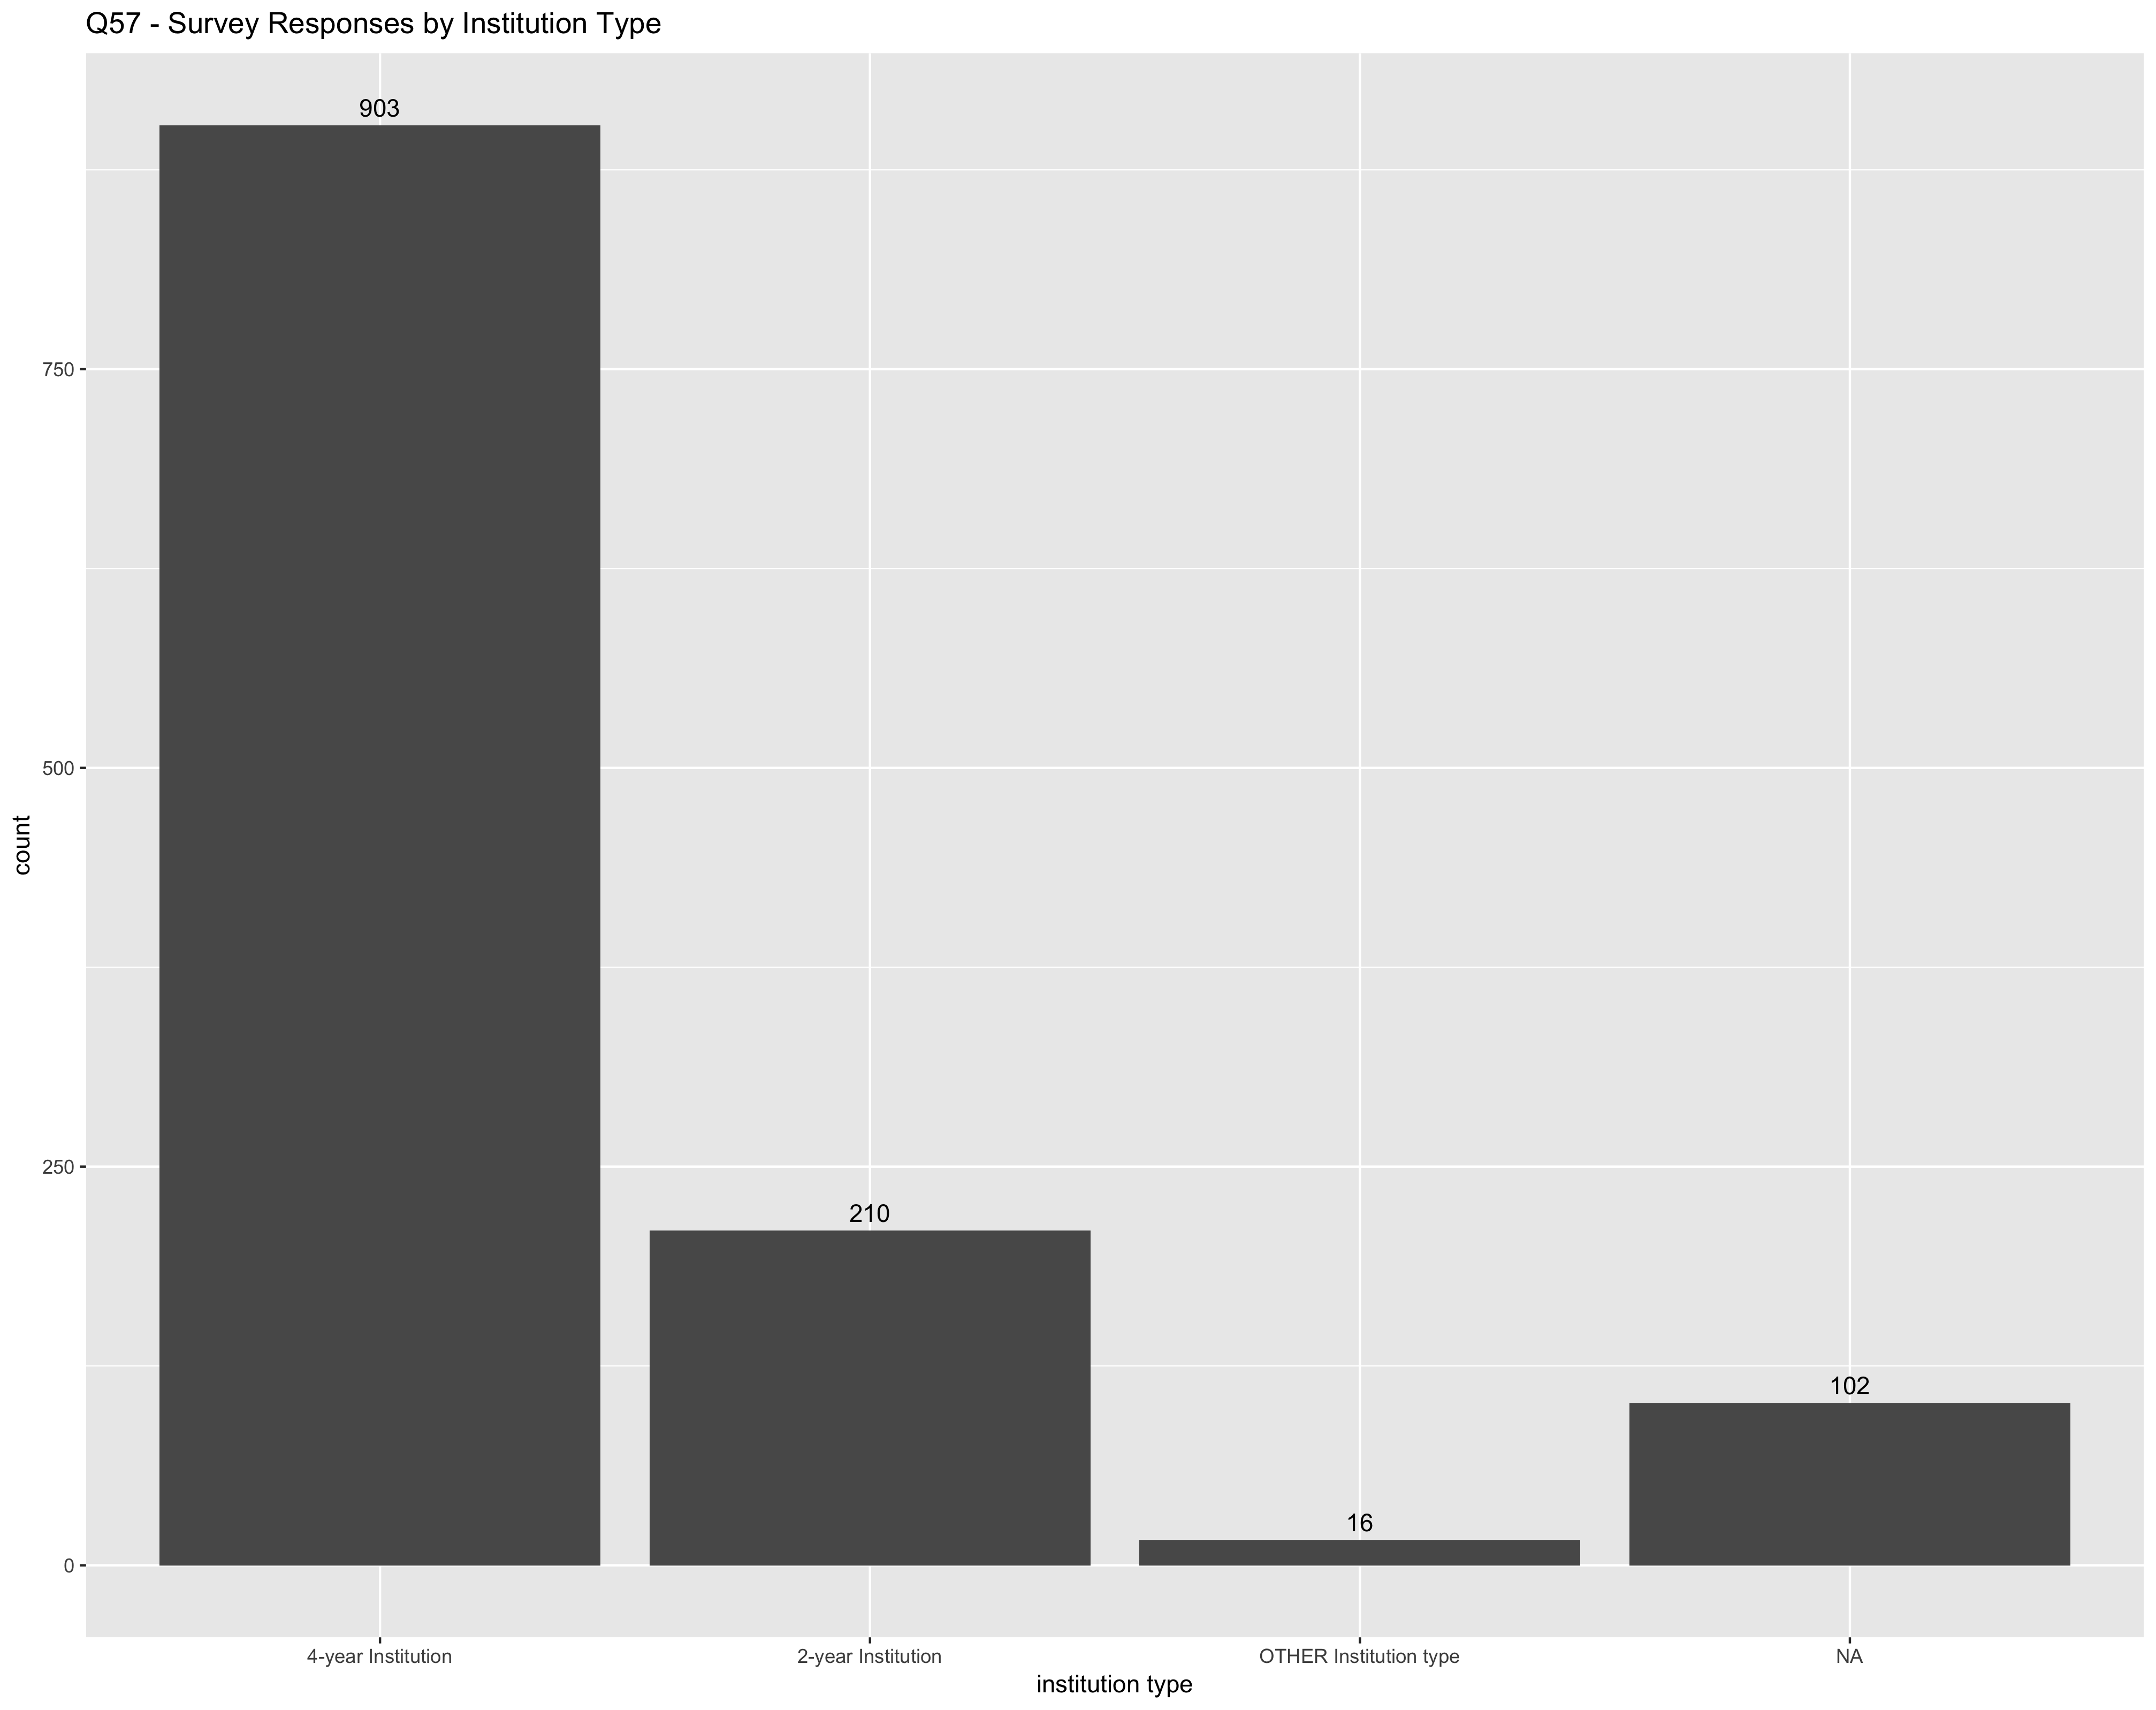 Q57 - Survey Responses by Institution Type
903
750
500
count
250
210
102
16
0
4-year Institution
2-year Institution
OTHER Institution type
NA
institution type